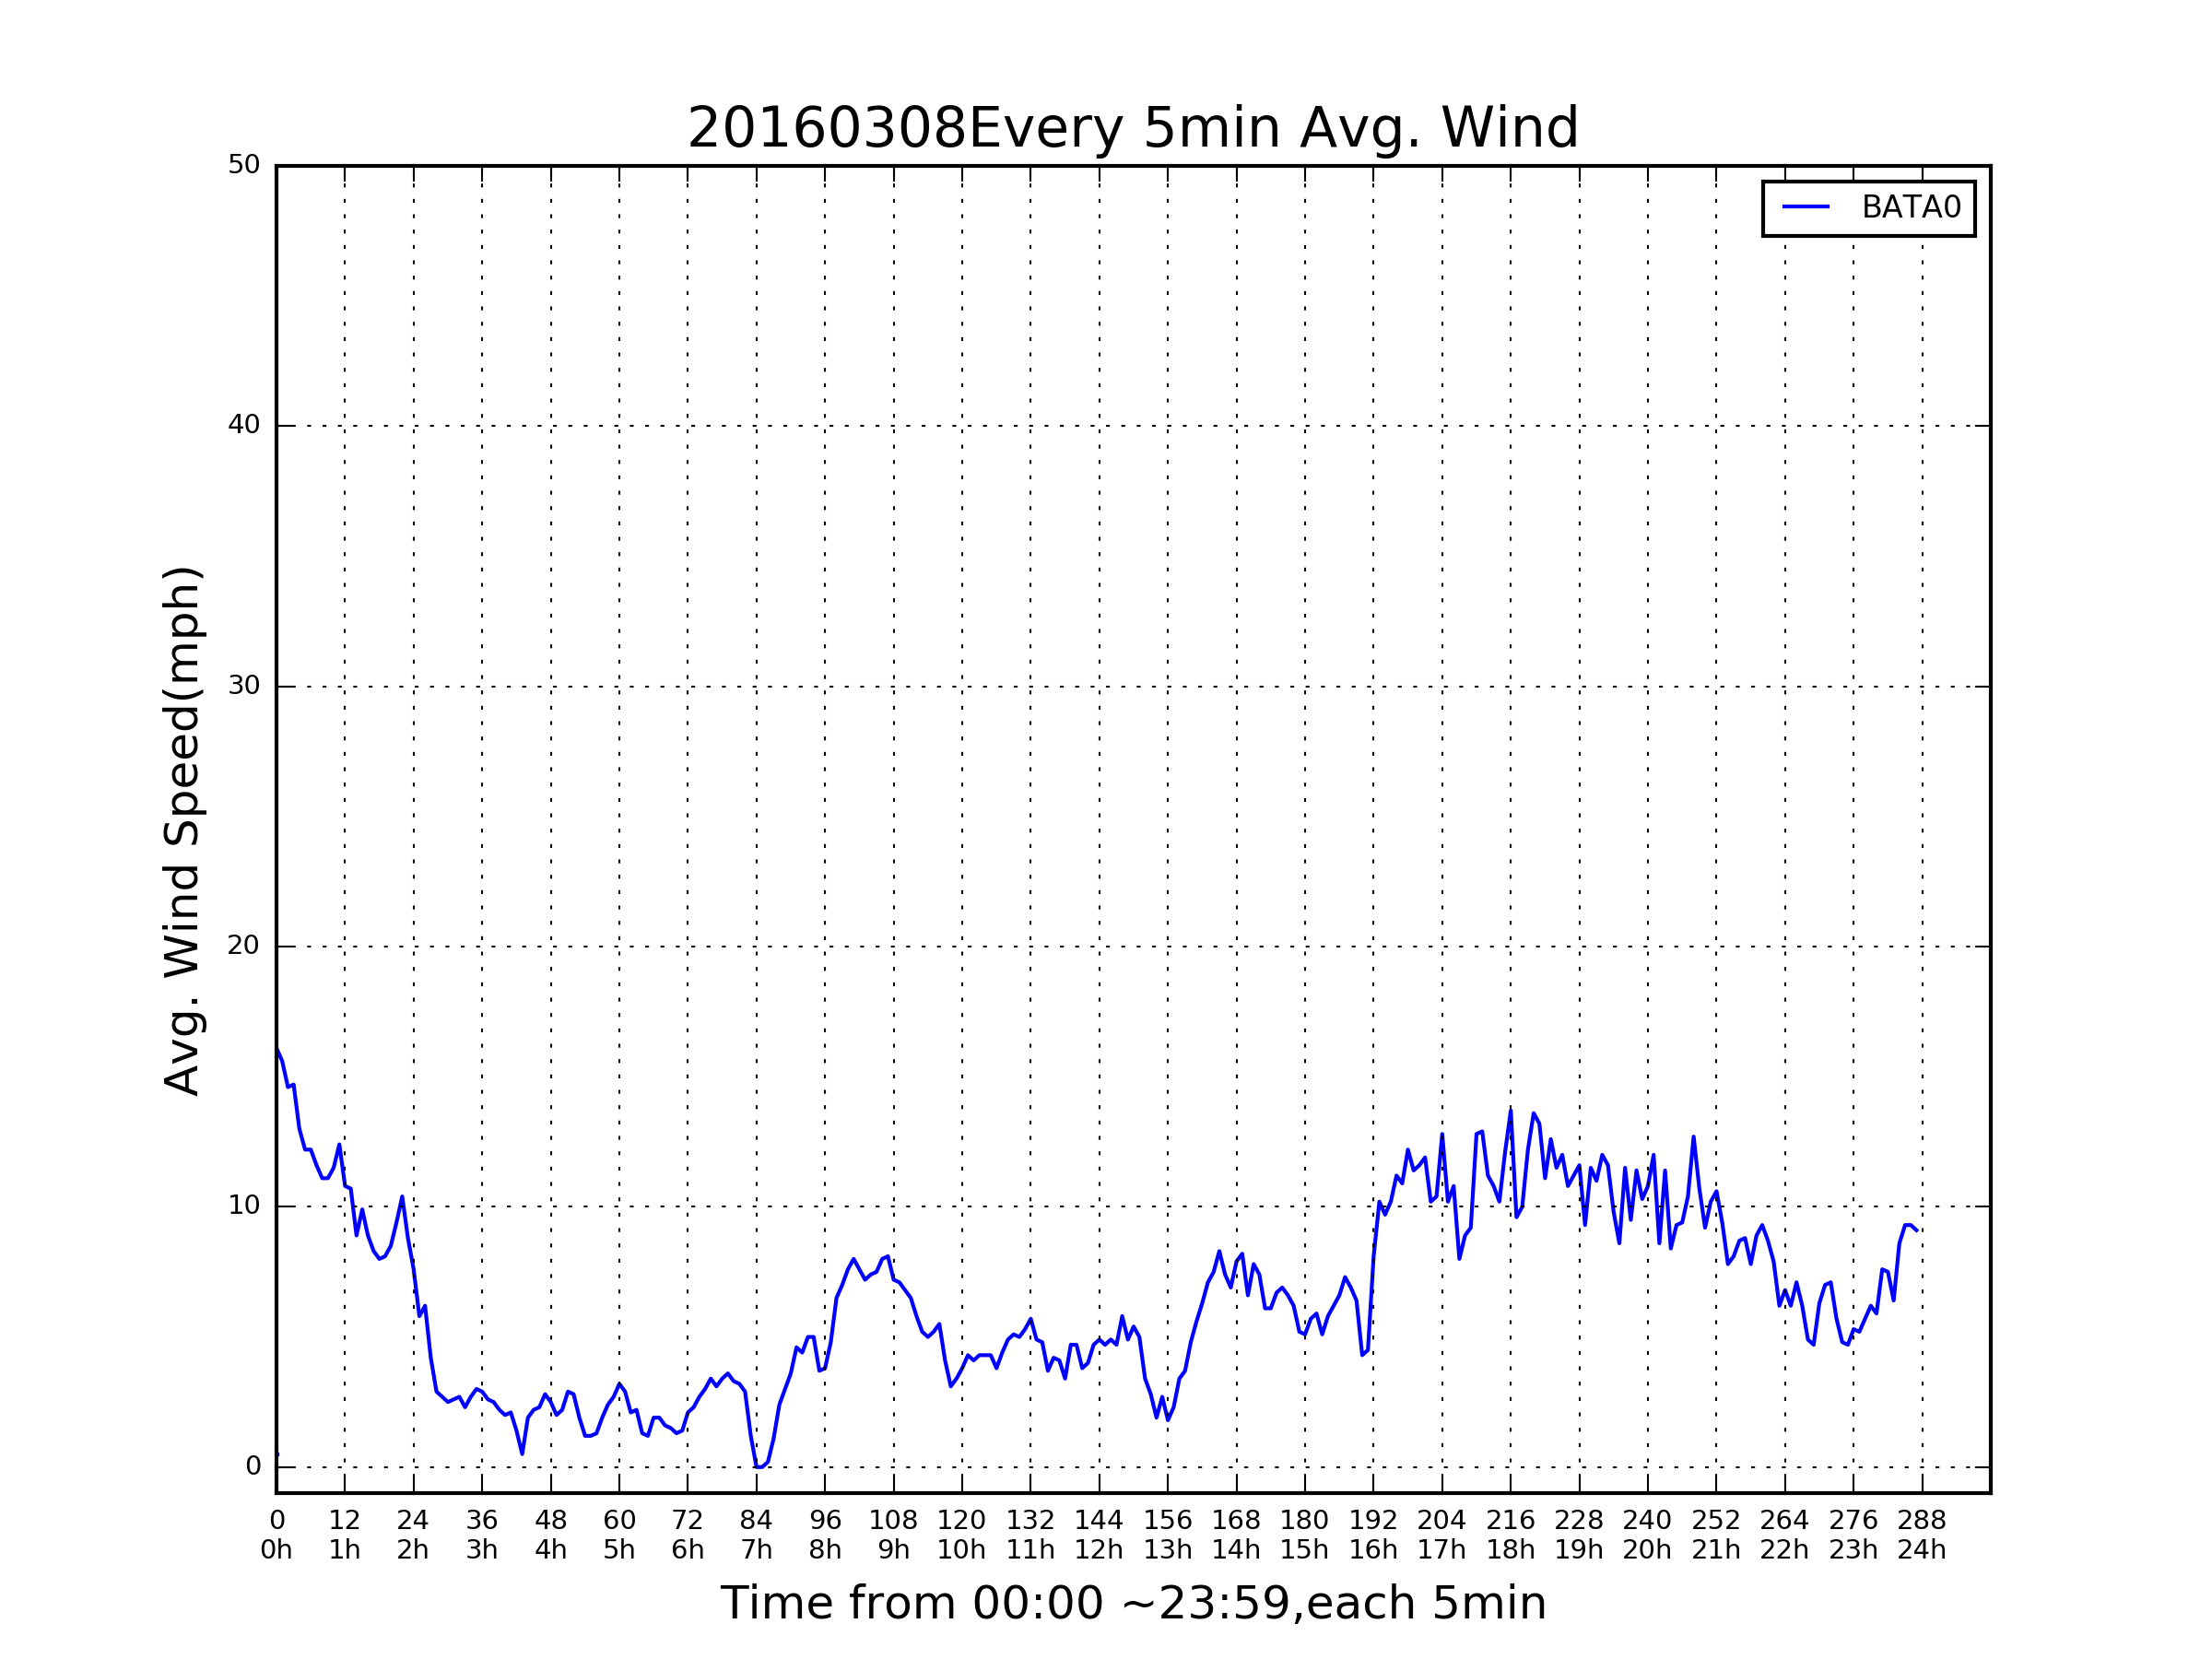 20160308Every 5min Avg. Wind
BATA0
Avg. Wind Speed(mph)
50
40
30
20
10
0
0 12 24 36 48 60 72 84 96 108 120 132 144 156 168 180 192 204 216 228 240 252 264 276 288
0h 1h 2h 3h 4h 5h 6h 7h 8h 9h 10h 11h 12h 13h 14h 15h 16h 17h 18h 19h 20h 21h 22h 23h 24h
Time from 00:00 ~23:59,each 5min